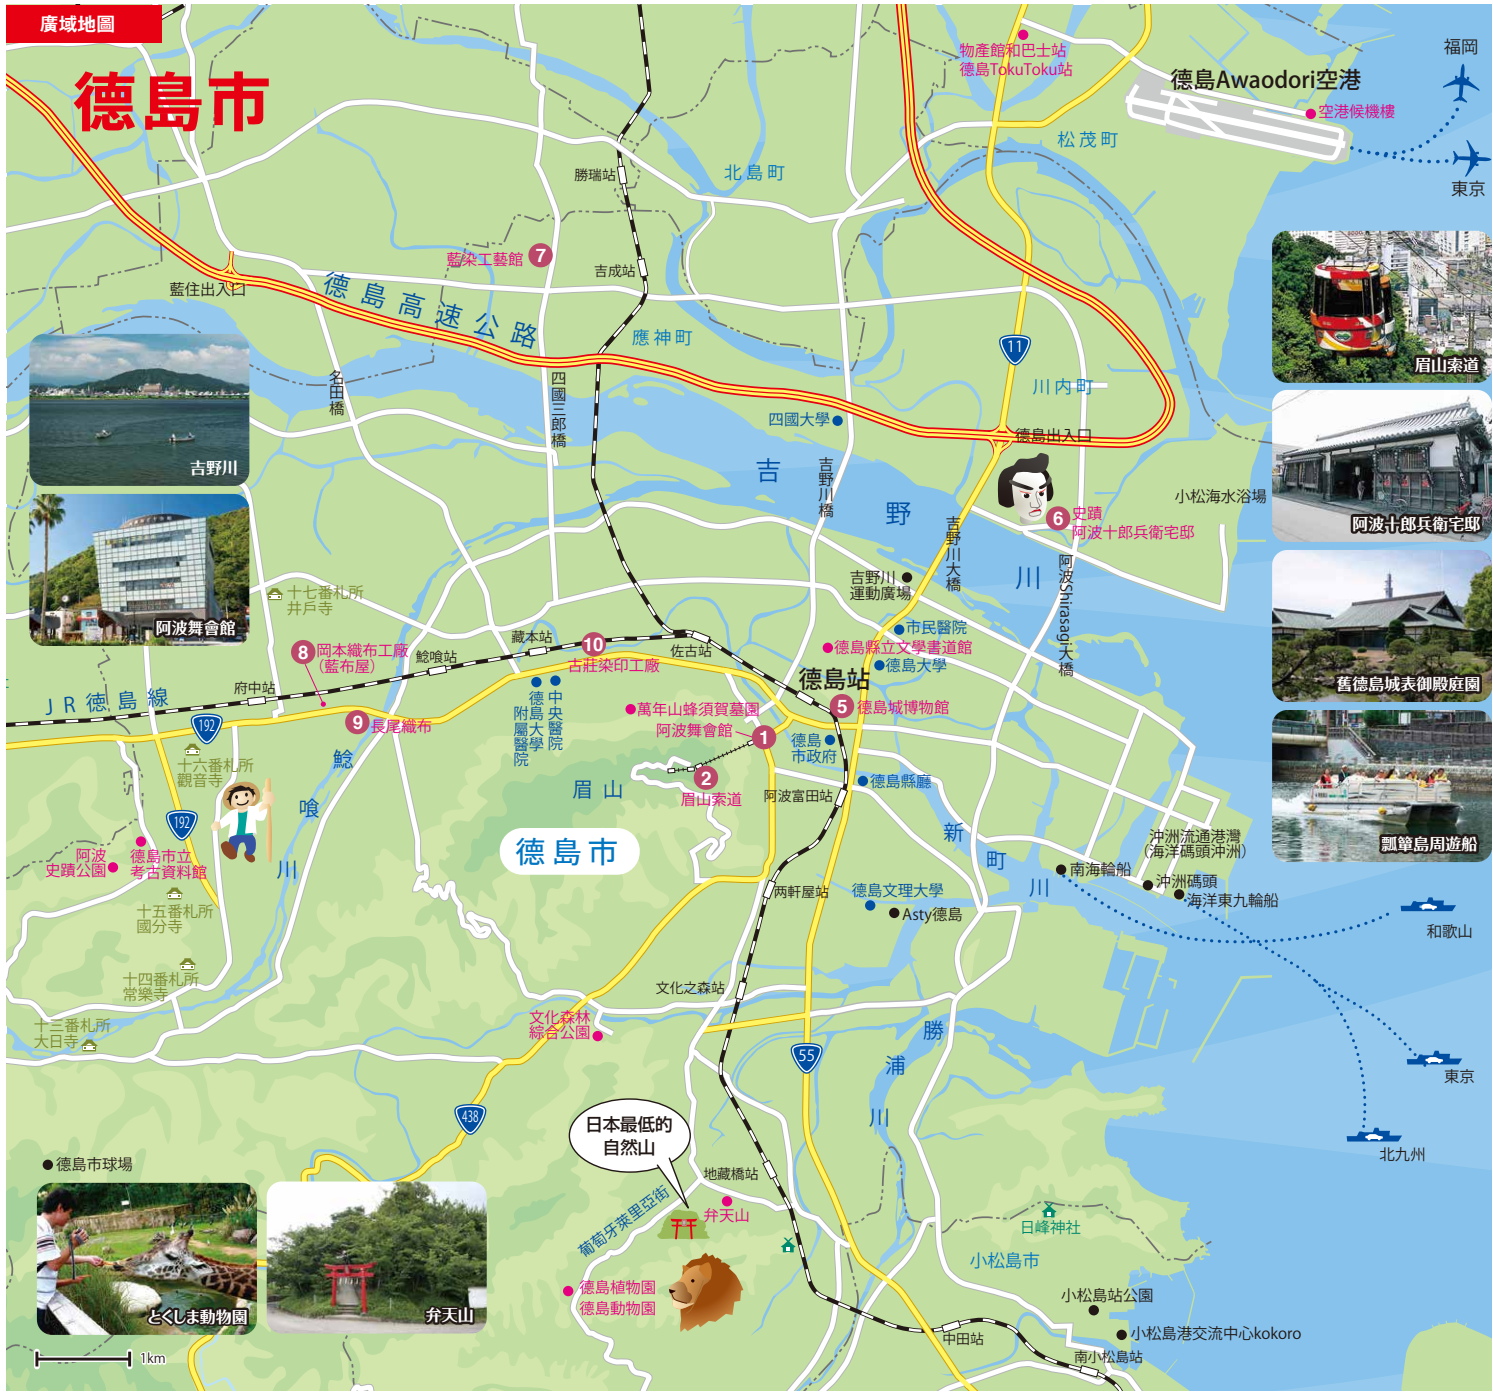 廣域地圖
德島市
物產館和巴士站
德島TokuToku站
德島Awaodori空港
空港候機樓
福岡
東京
松茂町
北島町
勝瑞站
藍染工藝館
7
吉成站
藍住出入口
德島高速公路
應神町
11
川内町
名田橋
四國三郎橋
四國大學
德島出入口
吉野川
吉野川橋
吉野川大橋
小松海水浴場
6
史蹟
阿波十郎兵衛宅邸
阿波Shirasagi大橋
吉野川
運動廣場
眉山索道
阿波十郎兵衛宅邸
舊德島城表御殿庭園
瓢簞島周遊船
吉野川
阿波舞會館
十七番札所
井戶寺
8
岡本織布工廠
（藍布屋）
鮎喰站
藏本站
10
古莊染印工廠
佐古站
市民醫院
德島縣立文學書道館
德島大學
德島站
5
德島城博物館
府中站
JR德島線
192
9
長尾織布
德島大學
附屬醫院
中央醫院
萬年山蜂須賀墓園
阿波舞會館
1
德島
市政府
2
眉山索道
眉山
德島縣廳
阿波富田站
十六番札所
觀音寺
192
鮎喰川
德島市
新町川
沖洲流通港灣
（海洋碼頭沖洲）
南海輪船
沖洲碼頭
海洋東九輪船
阿波
史蹟公園
德島市立
考古資料館
十五番札所
國分寺
两軒屋站
德島文理大學
Asty德島
和歌山
十四番札所
常樂寺
文化之森站
文化森林
綜合公園
十三番札所
大日寺
勝浦川
55
東京
438
日本最低的
自然山
北九州
德島市球場
地藏橋站
葡萄牙萊里亞街
弁天山
日峰神社
小松島市
德島植物園
德島動物園
小松島站公園
小松島港交流中心kokoro
とくしま動物園
弁天山
中田站
南小松島站
1km